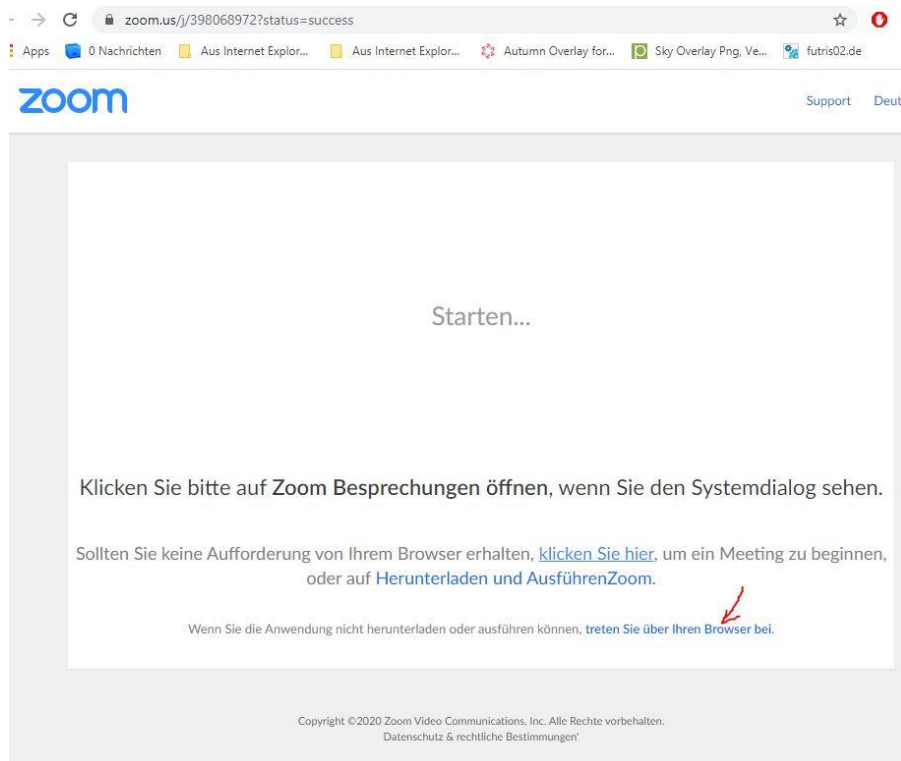 zoom.us/j/398068972?status=success
Apps 0 Nachrichten Aus Internet Explor... Aus Internet Explor... Autumn Overlay for... Sky Overlay Png, Ve... futris02.de
zoom Support Deut
Starten...
Klicken Sie bitte auf Zoom Besprechungen öffnen, wenn Sie den Systemdialog sehen.
Sollten Sie keine Aufforderung von Ihrem Browser erhalten, klicken Sie hier, um ein Meeting zu beginnen,
oder auf Herunterladen und AusführenZoom.
Wenn Sie die Anwendung nicht herunterladen oder ausführen können, treten Sie über Ihren Browser bei.
Copyright ©2020 Zoom Video Communications, Inc. Alle Rechte vorbehalten.
Datenschutz & rechtliche Bestimmungen'